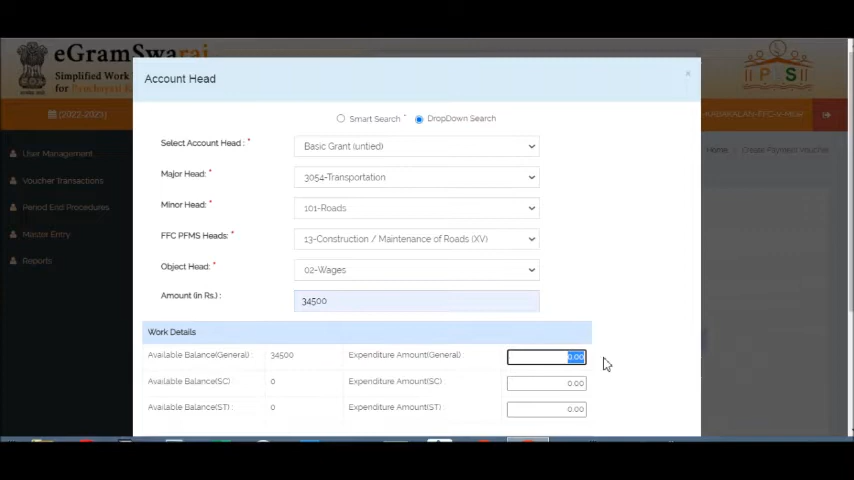 eGramSwaraj
Simplified Work
for Panchayati R
(2022-2023)
User Management
Voucher Transactions
Period End Procedures
Master Entry
Reports
Home
Create Payment Voucher
Account Head
×
Smart Search *
DropDown Search
Select Account Head : *
Basic Grant (untied)
Major Head: *
3054-Transportation
Minor Head: *
101-Roads
FFC PFMS Heads: *
13-Construction / Maintenance of Roads (XV)
Object Head: *
02-Wages
Amount (in Rs.) :
34500
Work Details
Available Balance(General) : 34500 Expenditure Amount(General) 0.00
Available Balance(SC) : 0 Expenditure Amount(SC) 0.00
Available Balance(ST) : 0 Expenditure Amount(ST) 0.00